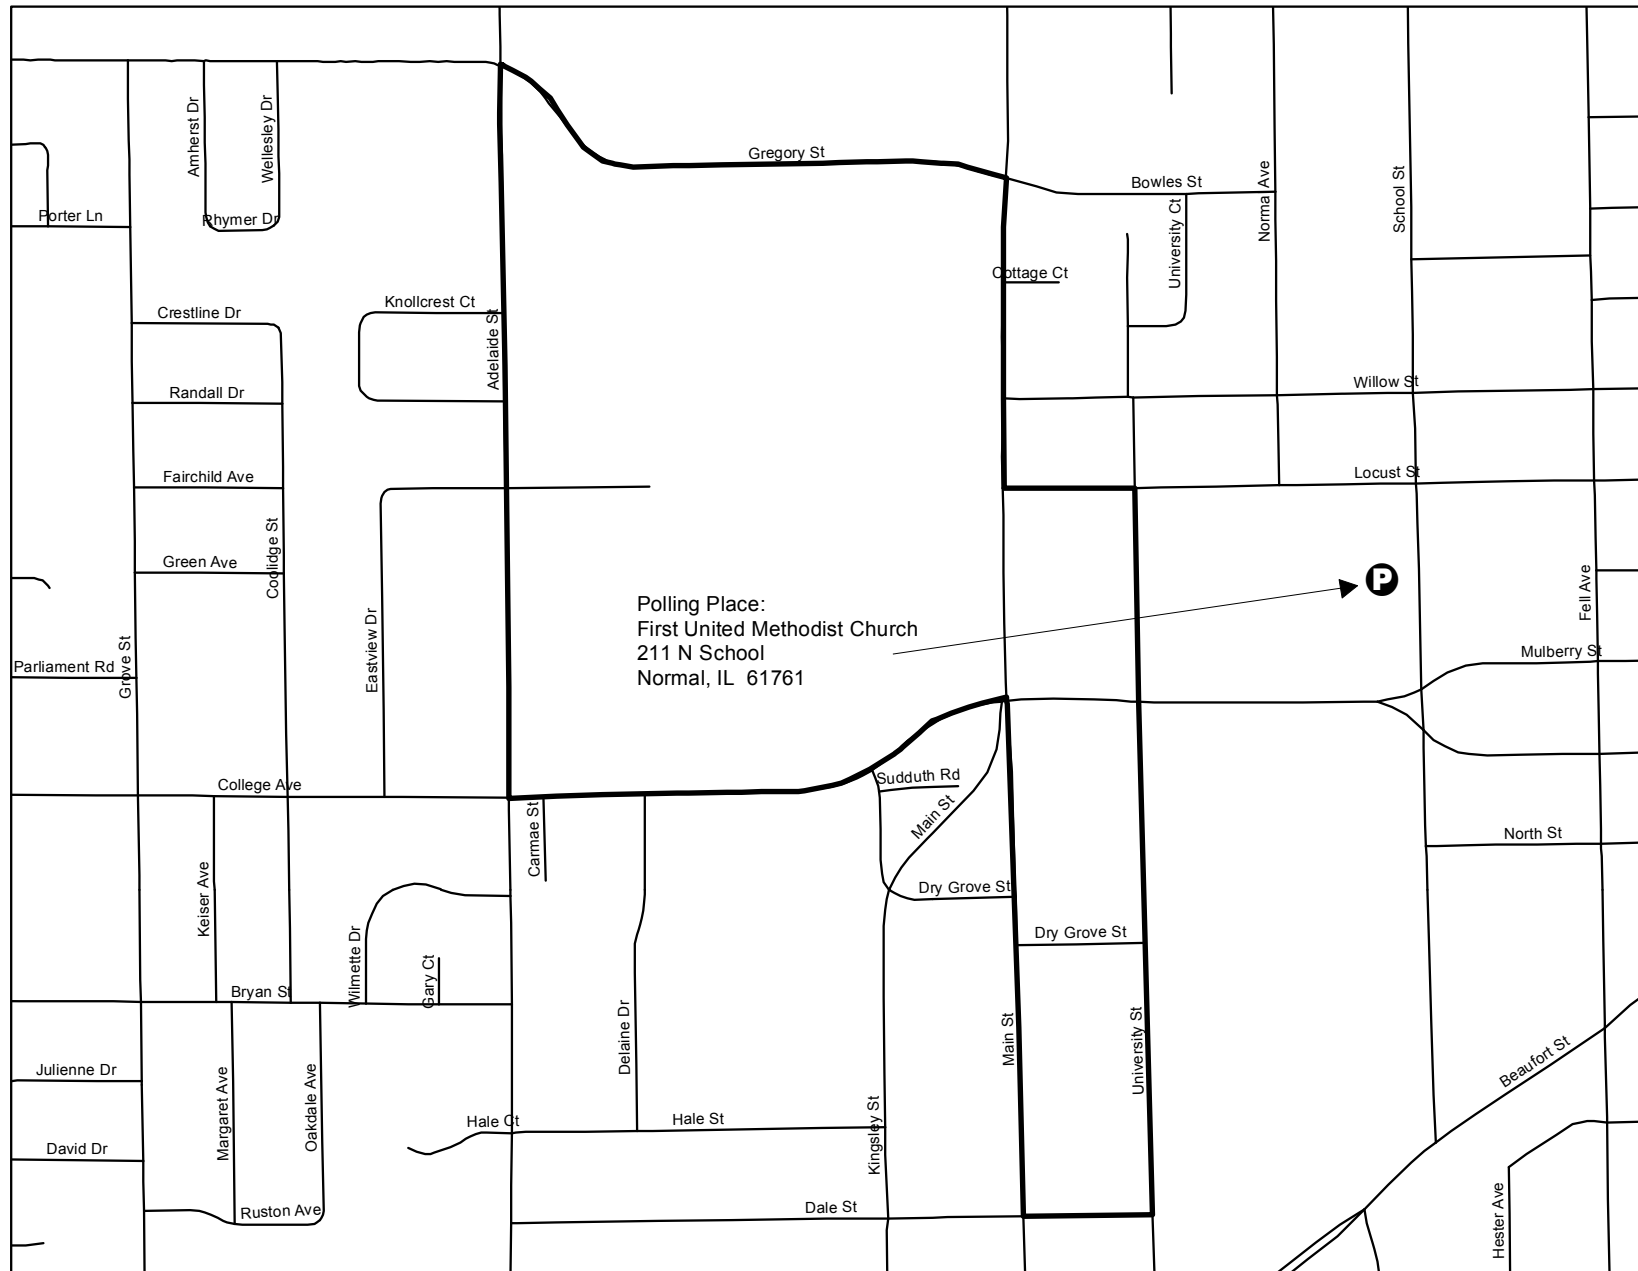 Amherst Dr
Wellesley Dr
Gregory St
Bowles St
Norma Ave
School St
Porter Ln
Rhymer Dr
University Ct
Cottage Ct
Knollcrest Ct
Crestline Dr
Adelaide St
Randall Dr
Willow St
Fairchild Ave
Locust St
Coolidge St
Green Ave
P
Fell Ave
Polling Place:
First United Methodist Church
211 N School
Normal, IL  61761
Eastview Dr
Grove St
Parliament Rd
Mulberry St
College Ave
Sudduth Rd
Main St
Carmae St
North St
Keiser Ave
Dry Grove St
Dry Grove St
Wilmette Dr
Gary Ct
Bryan St
Delaine Dr
Main St
University St
Beaufort St
Julienne Dr
Margaret Ave
Oakdale Ave
Hale Ct
Hale St
Kingsley St
David Dr
Ruston Ave
Dale St
Hester Ave